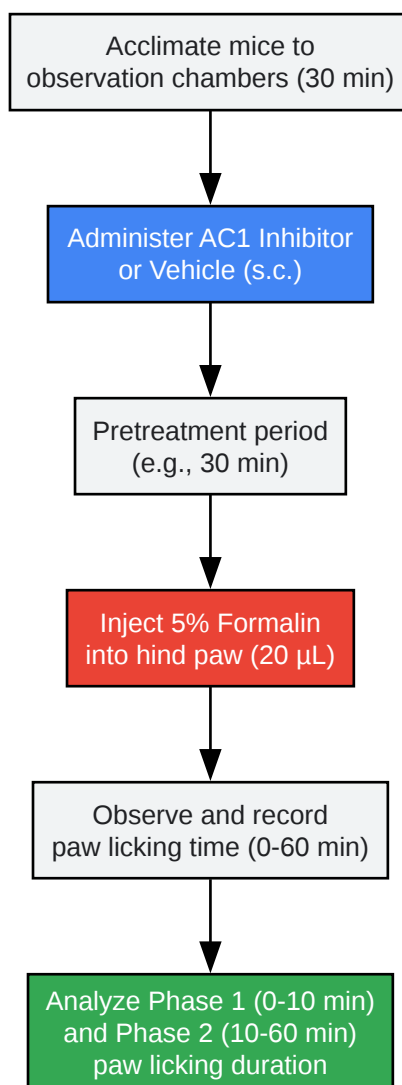 Acclimate mice to
observation chambers (30 min)
Administer AC1 Inhibitor
or Vehicle (s.c.)
Pretreatment period
(e.g., 30 min)
Inject 5% Formalin
into hind paw (20 µL)
Observe and record
paw licking time (0-60 min)
Analyze Phase 1 (0-10 min)
and Phase 2 (10-60 min)
paw licking duration